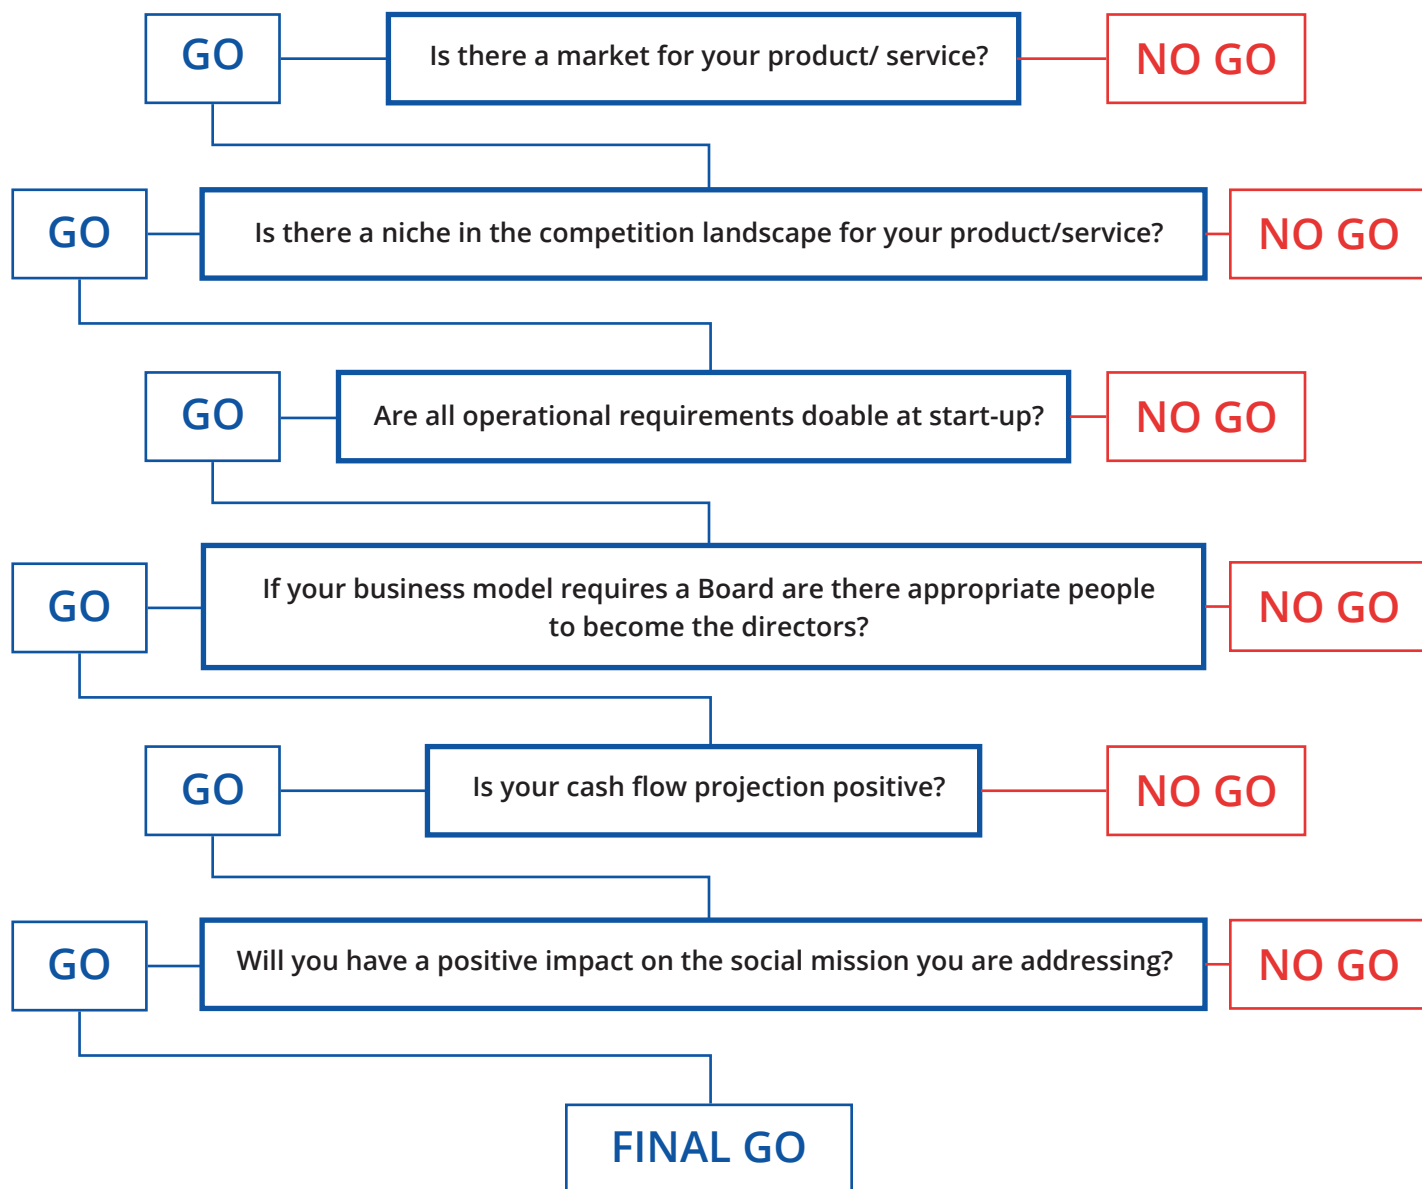 GO
Is there a market for your product/ service?
NO GO
GO
Is there a niche in the competition landscape for your product/service?
NO GO
GO
Are all operational requirements doable at start-up?
NO GO
GO
If your business model requires a Board are there appropriate people
to become the directors?
NO GO
GO
Is your cash flow projection positive?
NO GO
GO
Will you have a positive impact on the social mission you are addressing?
NO GO
FINAL GO